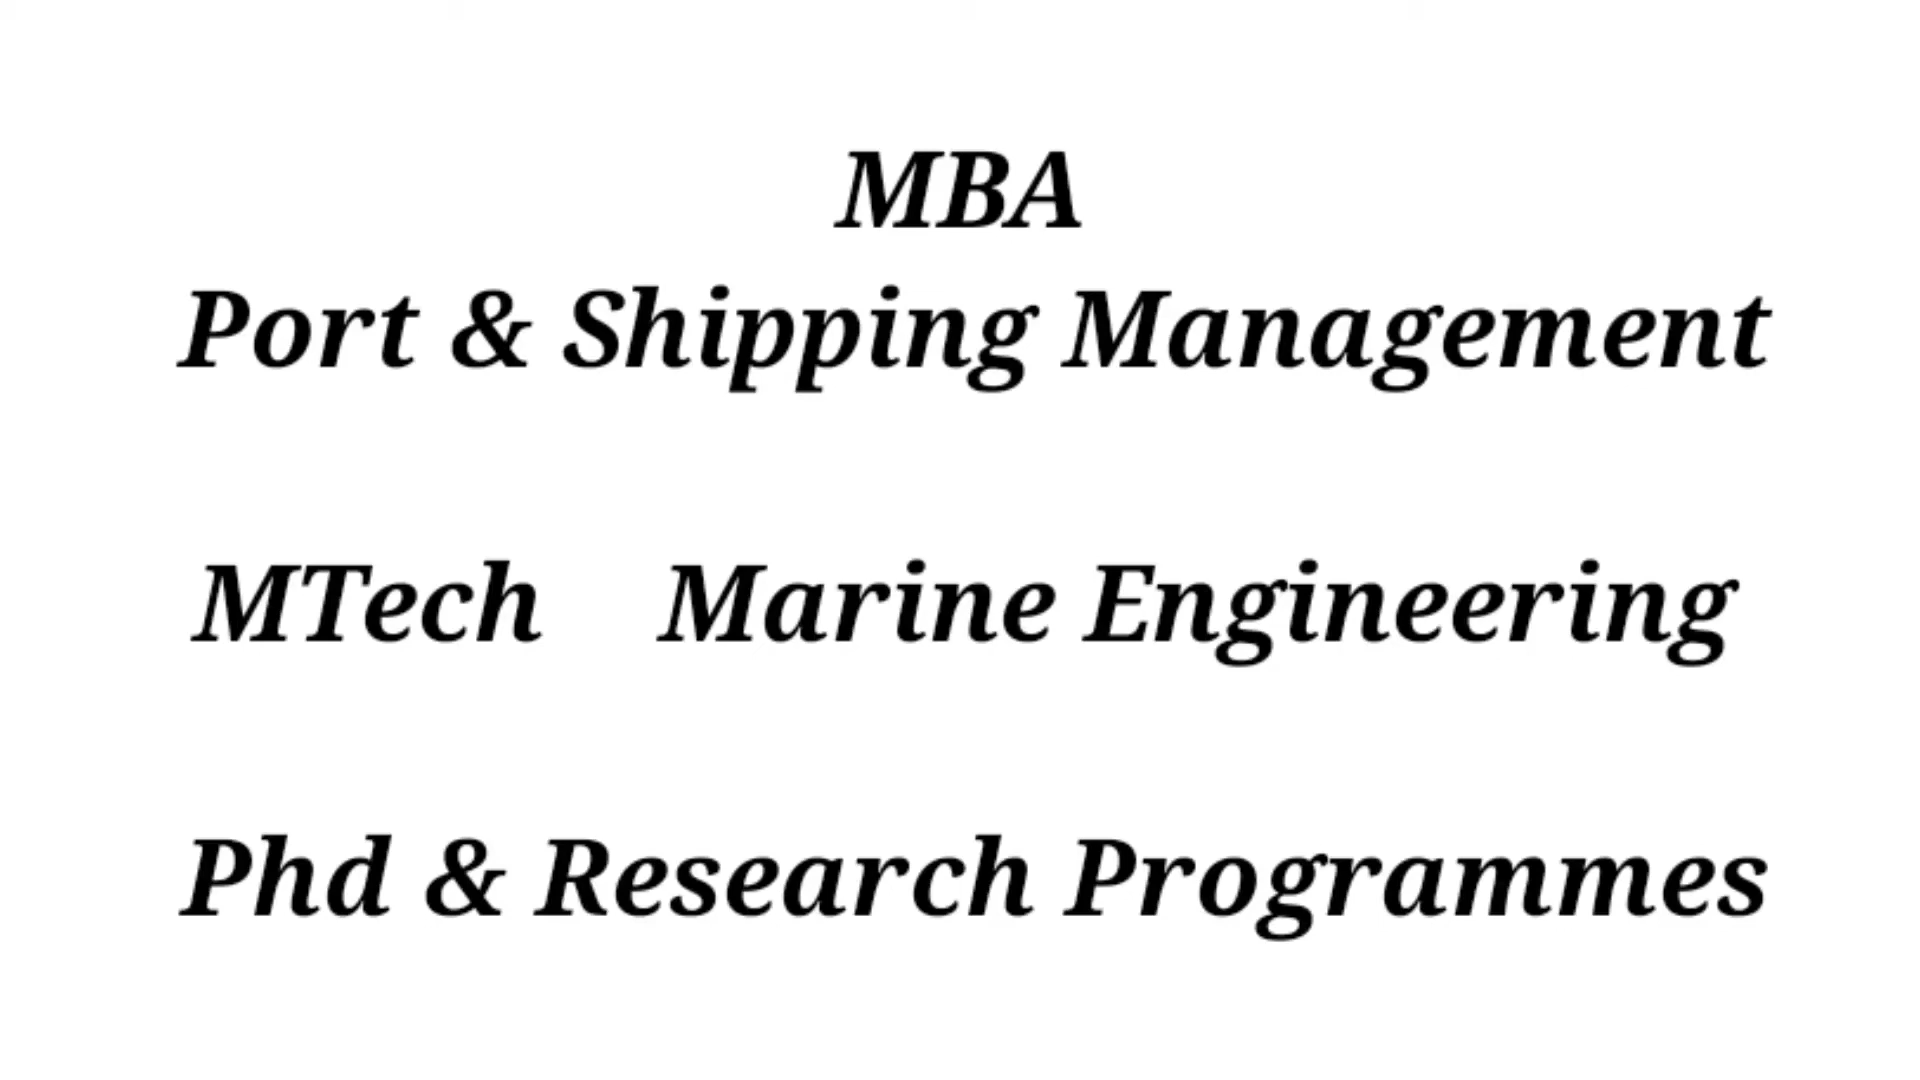 MBA
Port & Shipping Management
MTech Marine Engineering
Phd & Research Programmes